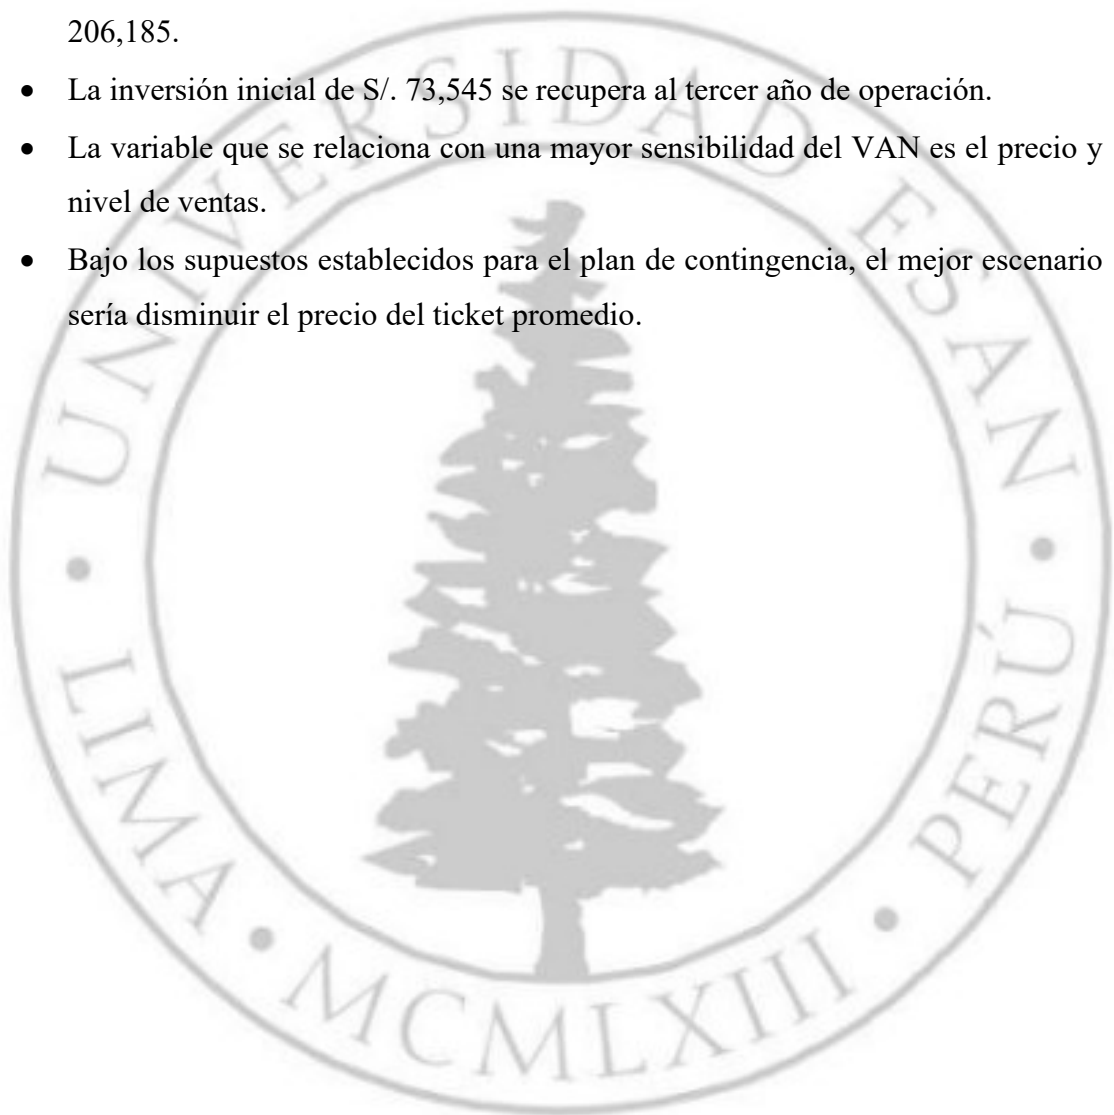 206,185.
• La inversión inicial de S/. 73,545 se recupera al tercer año de operación.
• La variable que se relaciona con una mayor sensibilidad del VAN es el precio y
nivel de ventas.
• Bajo los supuestos establecidos para el plan de contingencia, el mejor escenario
sería disminuir el precio del ticket promedio.
UNIVERSIDAD ESAN
• LIMA • MCMLXIII • PERÚ •